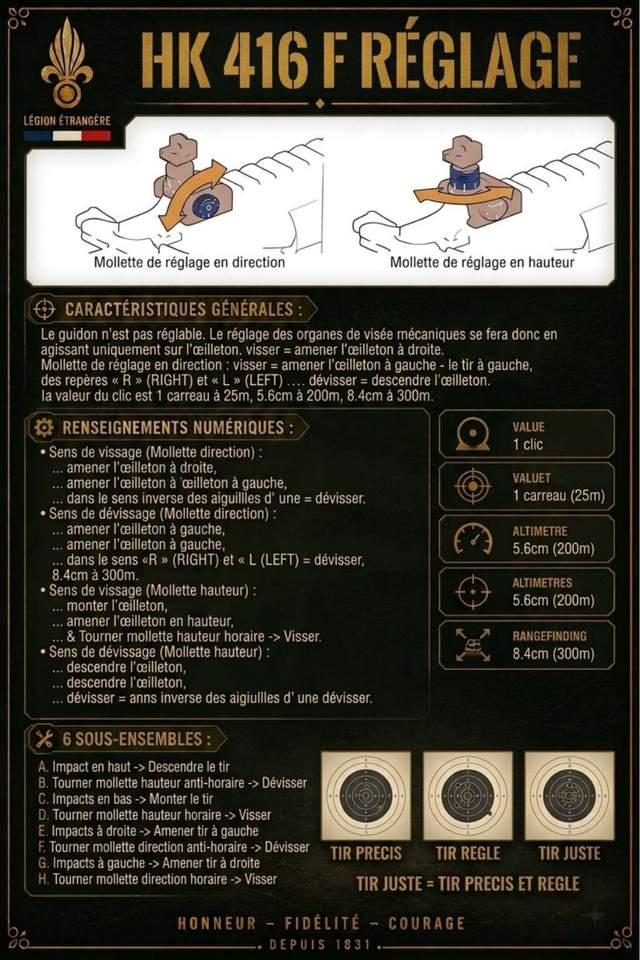 HK 416 F RÉGLAGE
LÉGION ÉTRANGÈRE
Mollette de réglage en direction
Mollette de réglage en hauteur
CARACTÉRISTIQUES GÉNÉRALES :
Le guidon n'est pas réglable. Le réglage des organes de visée mécaniques se fera donc en
agissant uniquement sur l'œilleton. visser = amener l'œilleton à droite.
Mollette de réglage en direction : visser = amener l'œilleton à gauche - le tir à gauche,
des repères « R » (RIGHT) et « L » (LEFT) .... dévisser = descendre l'œilleton.
la valeur du clic est 1 carreau à 25m, 5.6cm à 200m, 8.4cm à 300m.
RENSEIGNEMENTS NUMÉRIQUES :
• Sens de vissage (Mollette direction) :
... amener l'œilleton à droite,
... amener l'œilleton à 'œilleton à gauche,
... dans le sens inverse des aiguillles d' une = dévisser.
• Sens de dévissage (Mollette direction) :
... amener l'œilleton à gauche,
... amener l'œilleton à gauche,
... dans le sens «R » (RIGHT) et « L (LEFT) = dévisser,
8.4cm à 300m.
• Sens de vissage (Mollette hauteur) :
... monter l'œilleton,
... amener l'œilleton en hauteur,
... & Tourner mollette hauteur horaire -> Visser.
• Sens de dévissage (Mollette hauteur) :
... descendre l'œilleton,
... descendre l'œilleton,
... dévisser = anns inverse des aigiullles d' une dévisser.
VALUE
1 clic
VALUET
1 carreau (25m)
ALTIMETRE
5.6cm (200m)
ALTIMETRES
5.6cm (200m)
RANGEFINDING
8.4cm (300m)
6 SOUS-ENSEMBLES :
A. Impact en haut -> Descendre le tir
B. Tourner mollette hauteur anti-horaire -> Dévisser
C. Impacts en bas -> Monter le tir
D. Tourner mollette hauteur horaire -> Visser
E. Impacts à droite -> Amener tir à gauche
F. Tourner mollette direction anti-horaire -> Dévisser
G. Impacts à gauche -> Amener tir à droite
H. Tourner mollette direction horaire -> Visser
TIR PRECIS
TIR REGLE
TIR JUSTE
TIR JUSTE = TIR PRECIS ET REGLE
HONNEUR – FIDÉLITÉ – COURAGE
DEPUIS 1831